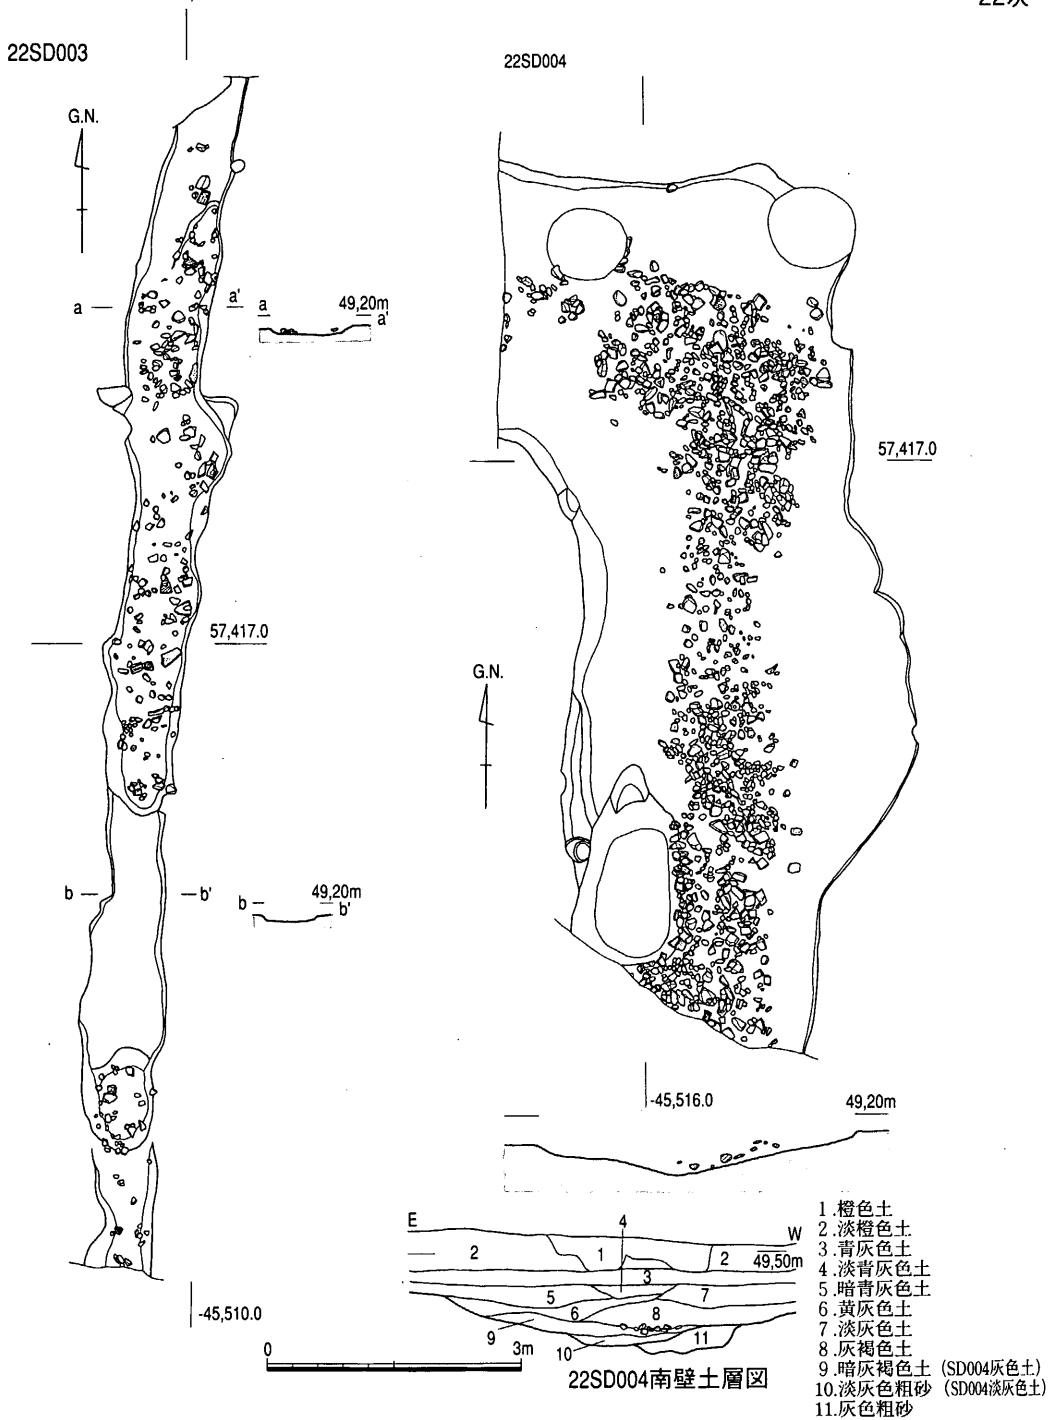 22次
22SD003
22SD004
G.N.
a
a'
a
49,20m
a'
57,417.0
57,417.0
G.N.
b
b'
b
49,20m
b'
-45,516.0
49,20m
E
4
W
2
1
2
49,50m
3
5
7
6
8
9
11
10
-45,510.0
0
3m
22SD004南壁土層図
1.橙色土
2.淡橙色土
3.青灰色土
4.淡青灰色土
5.暗青灰色土
6.黄灰色土
7.淡灰色土
8.灰褐色土
9.暗灰褐色土(SD004灰色土)
10.淡灰色粗砂(SD004淡灰色土)
11.灰色粗砂